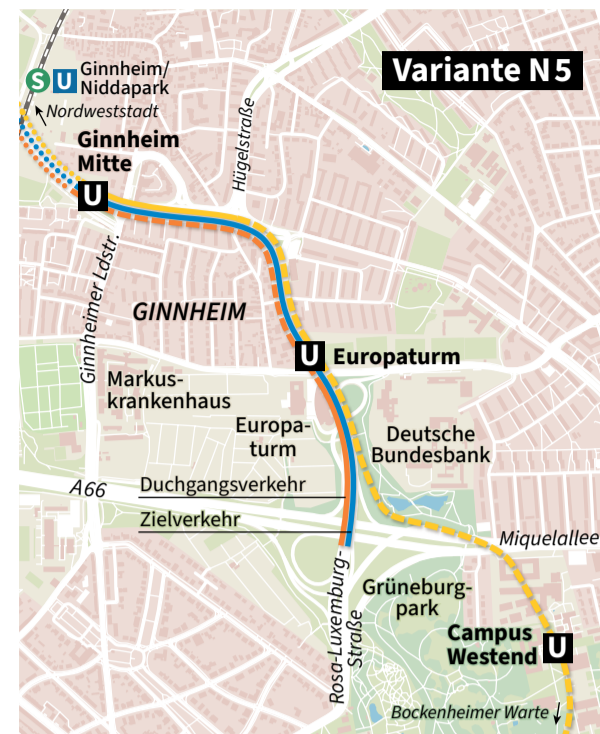 Variante N5
S U Ginnheim/
Niddapark
Nordweststadt
Ginnheim
Mitte
U
Hügelstraße
Ginnheimer Ldstr.
GINNHEIM
U Europaturm
Markus-
krankenhaus
Europa-
turm
Deutsche
Bundesbank
Duchgangsverkehr
A66
Zielverkehr
Miquelallee
Rosa-Luxemburg-
Straße
Grüneburg-
park
Campus
Westend U
Bockenheimer Warte